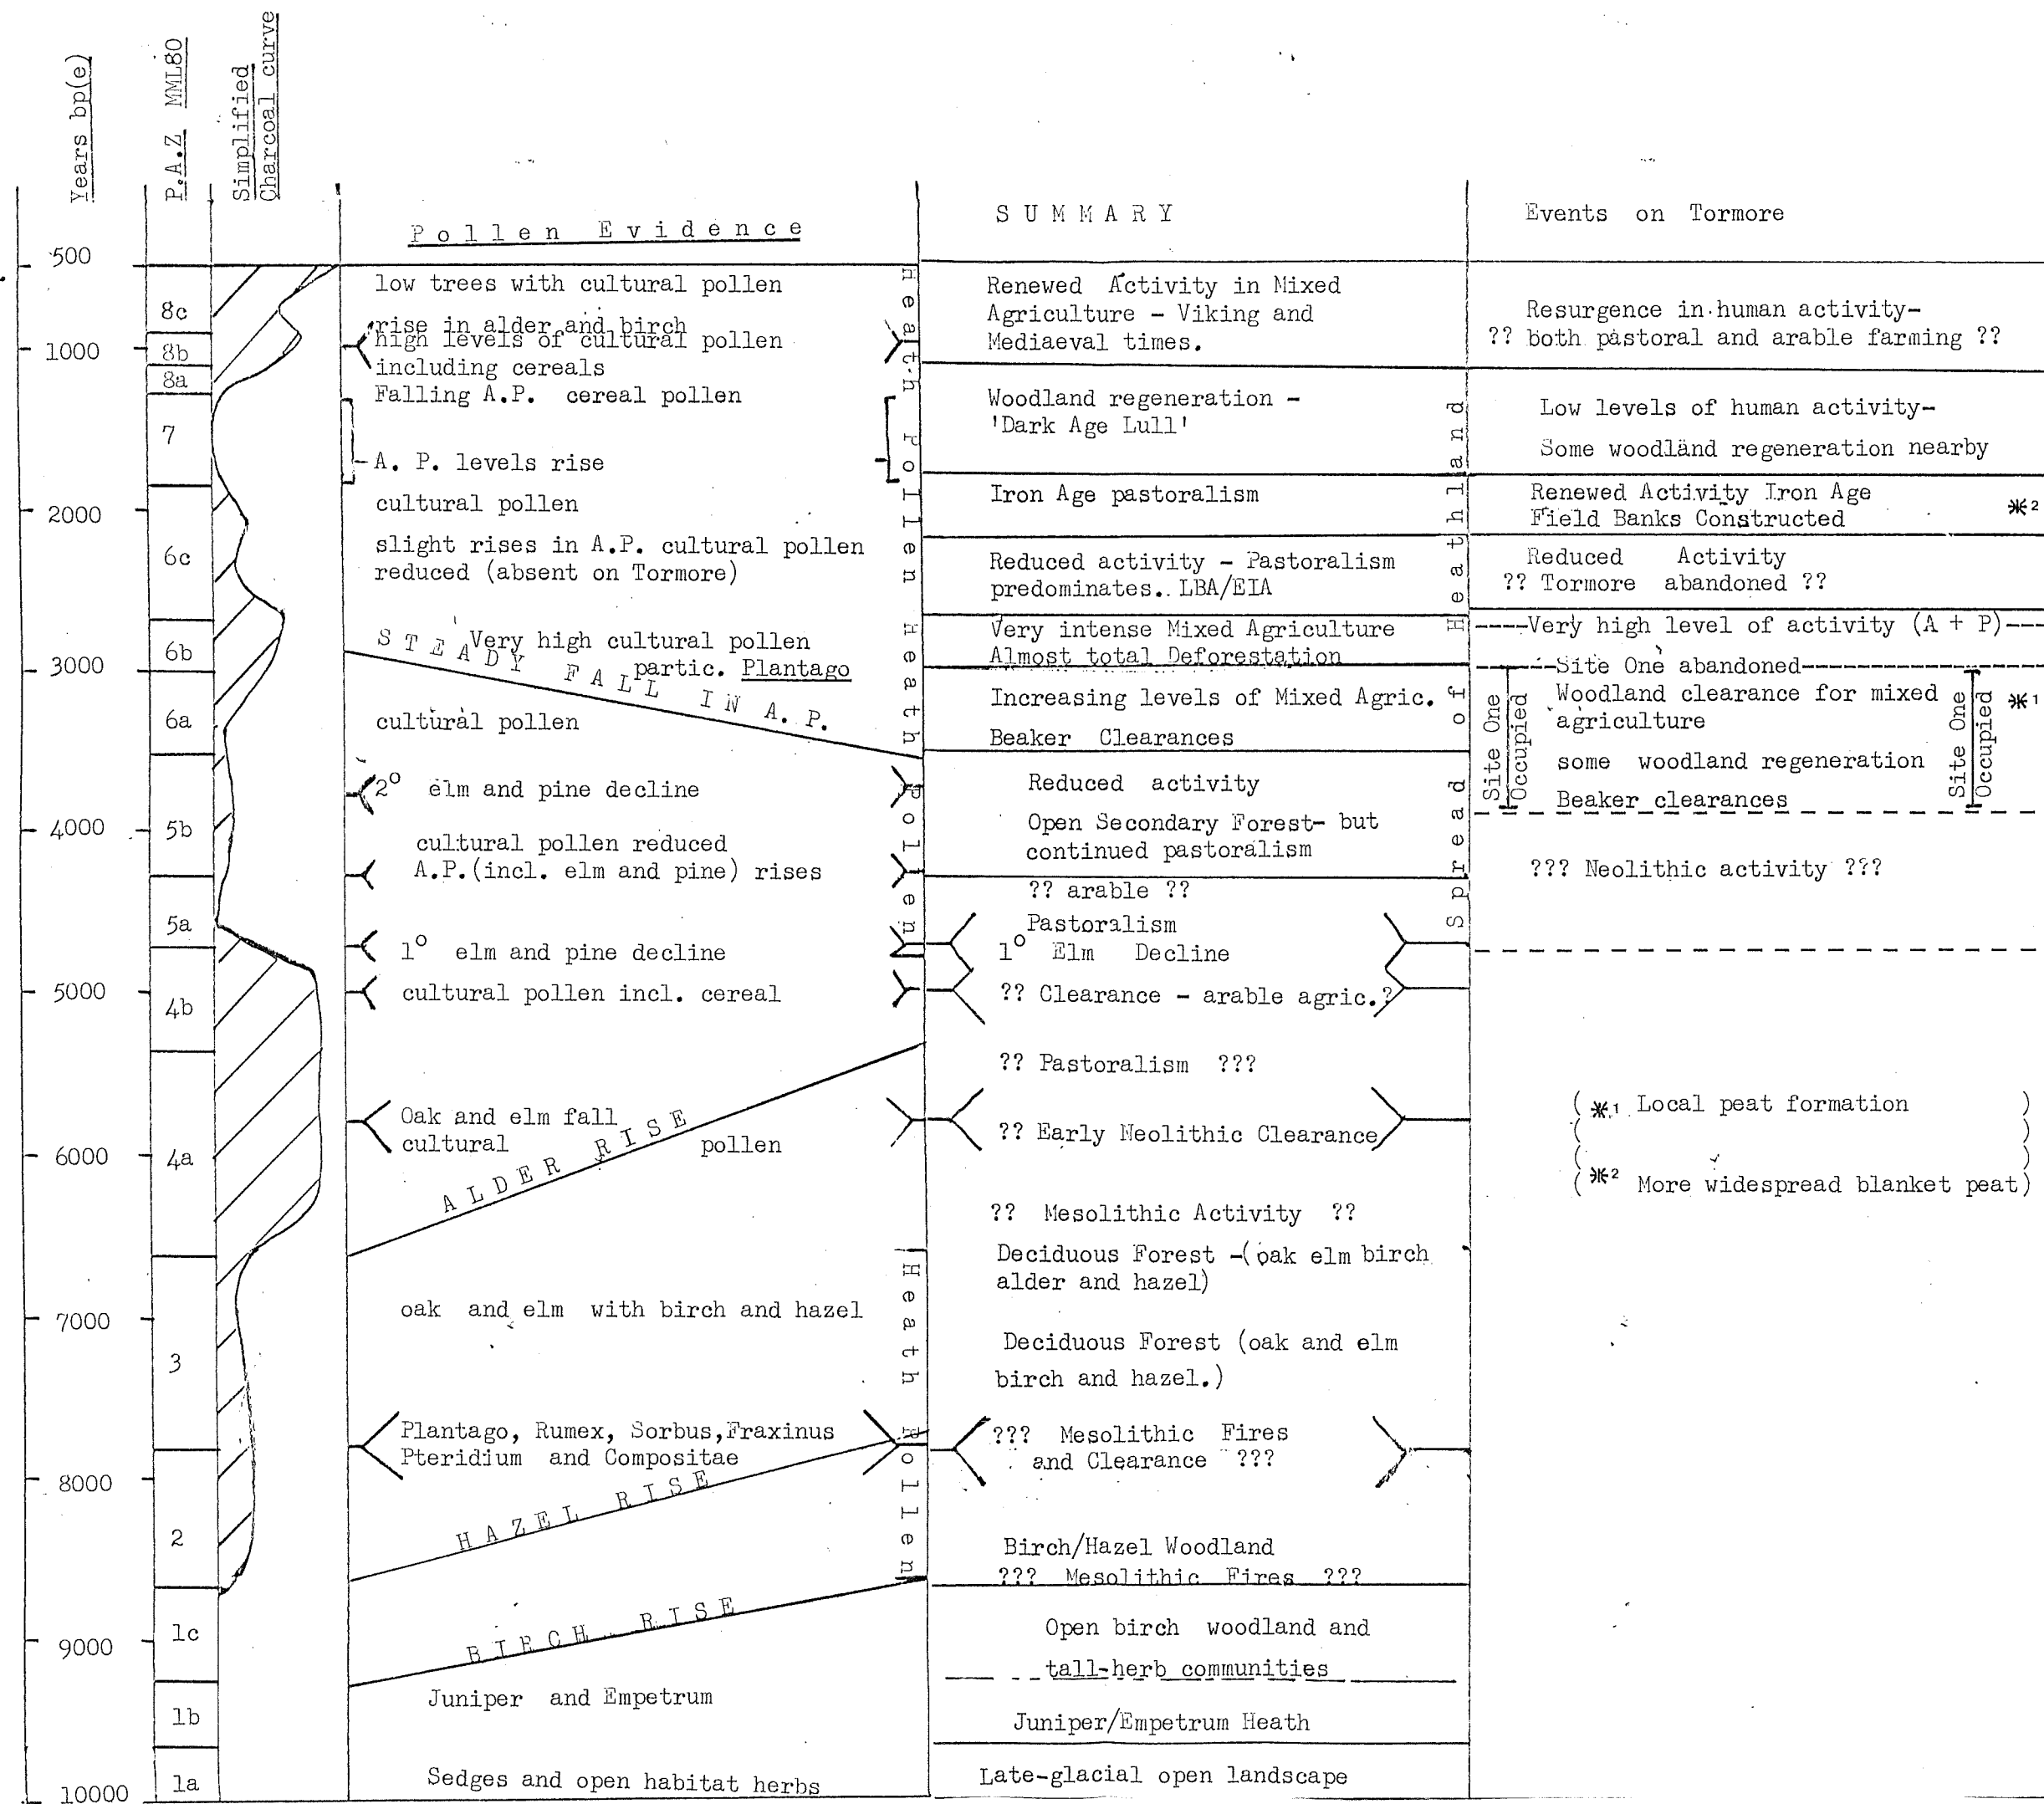 Years bp(e)
P.A.Z MML80
Simplified
Charcoal curve
Pollen Evidence
SUMMARY
Events on Tormore
500
1000
2000
3000
4000
5000
6000
7000
8000
9000
10000
8c
8b
8a
7
6c
6b
6a
5b
5a
4b
4a
3
2
1c
1b
1a
low trees with cultural pollen
rise in alder and birch
high levels of cultural pollen
including cereals
Falling A.P. cereal pollen
A. P. levels rise
cultural pollen
slight rises in A.P. cultural pollen
reduced (absent on Tormore)
Very high cultural pollen
partic. Plantago
STEADY FALL IN A.P.
cultural pollen
2° elm and pine decline
cultural pollen reduced
A.P.(incl. elm and pine) rises
1° elm and pine decline
cultural pollen incl. cereal
Oak and elm fall
cultural pollen
ALDER RISE
oak and elm with birch and hazel
Plantago, Rumex, Sorbus,Fraxinus
Pteridium and Compositae
HAZEL RISE
BIRCH RISE
Juniper and Empetrum
Sedges and open habitat herbs
Heath Pollen
Heath Pollen
Heath Pollen
Renewed Activity in Mixed
Agriculture - Viking and
Mediaeval times.
Woodland regeneration -
'Dark Age Lull'
Iron Age pastoralism
Reduced activity - Pastoralism
predominates.. LBA/EIA
Very intense Mixed Agriculture
Almost total Deforestation
Increasing levels of Mixed Agric.
Beaker Clearances
Reduced activity
Open Secondary Forest- but
continued pastoralism
?? arable ??
Pastoralism
1° Elm Decline
?? Clearance - arable agric.?
?? Pastoralism ???
?? Early Neolithic Clearance
?? Mesolithic Activity ??
Deciduous Forest -(oak elm birch
alder and hazel)
Deciduous Forest (oak and elm
birch and hazel.)
??? Mesolithic Fires
and Clearance ???
Birch/Hazel Woodland
??? Mesolithic Fires ???
Open birch woodland and
tall-herb communities
Juniper/Empetrum Heath
Late-glacial open landscape
Spread of Heathland
Resurgence in human activity-
?? both pastoral and arable farming ??
Low levels of human activity-
Some woodland regeneration nearby
Renewed Activity Iron Age
Field Banks Constructed
*2
Reduced Activity
?? Tormore abandoned ??
----Very high level of activity (A + P)---
Site One abandoned
Woodland clearance for mixed
agriculture
*1
some woodland regeneration
Beaker clearances
Site One
Occupied
Site One
Occupied
??? Neolithic activity ???
( *1 Local peat formation )
( *2 More widespread blanket peat)